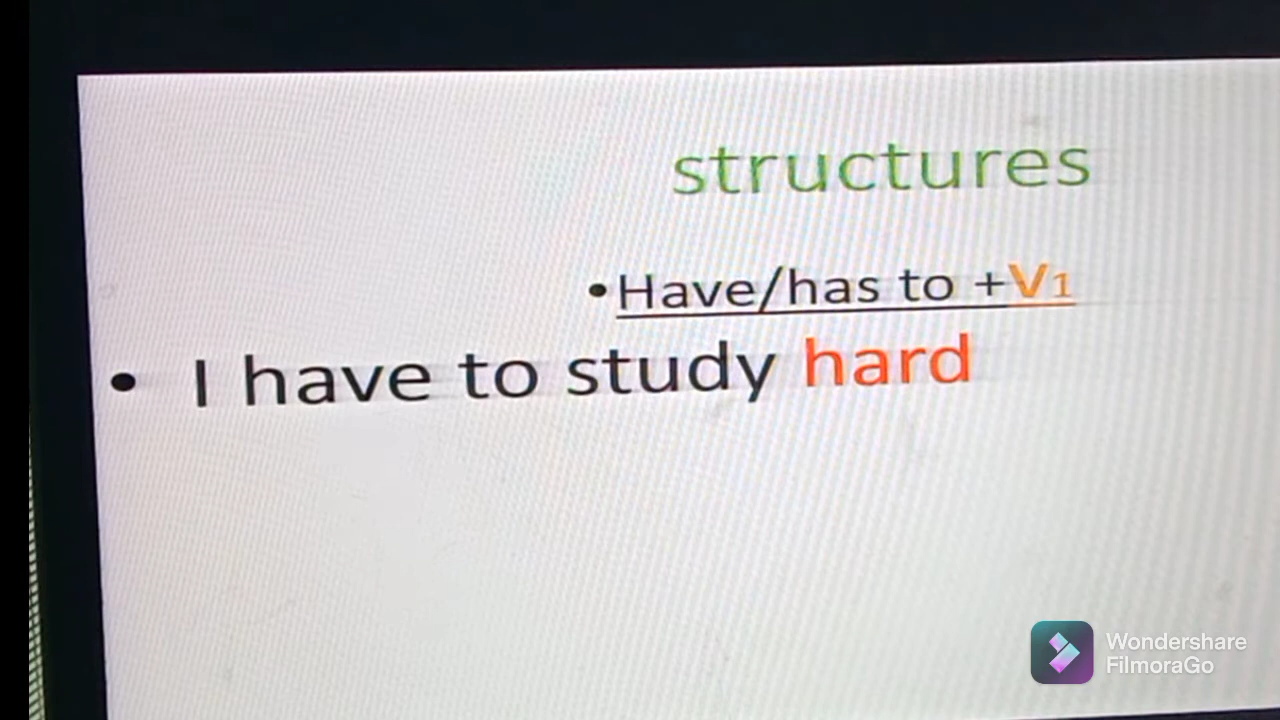 structures
•Have/has to +V1
• I have to study hard
Wondershare
FilmoraGo